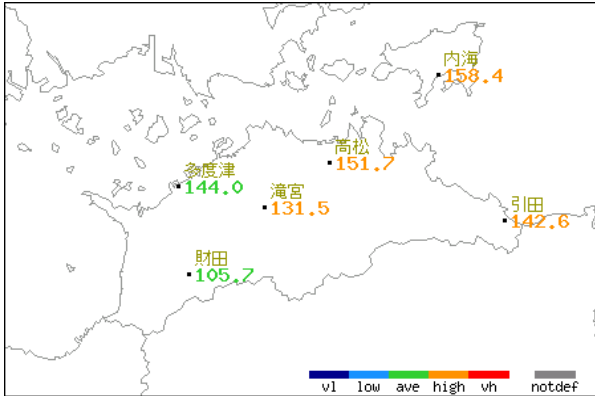 内海
158.4
高松
151.7
多度津
144.0
滝宮
131.5
引田
142.6
財田
105.7
vl low ave high vh notdef